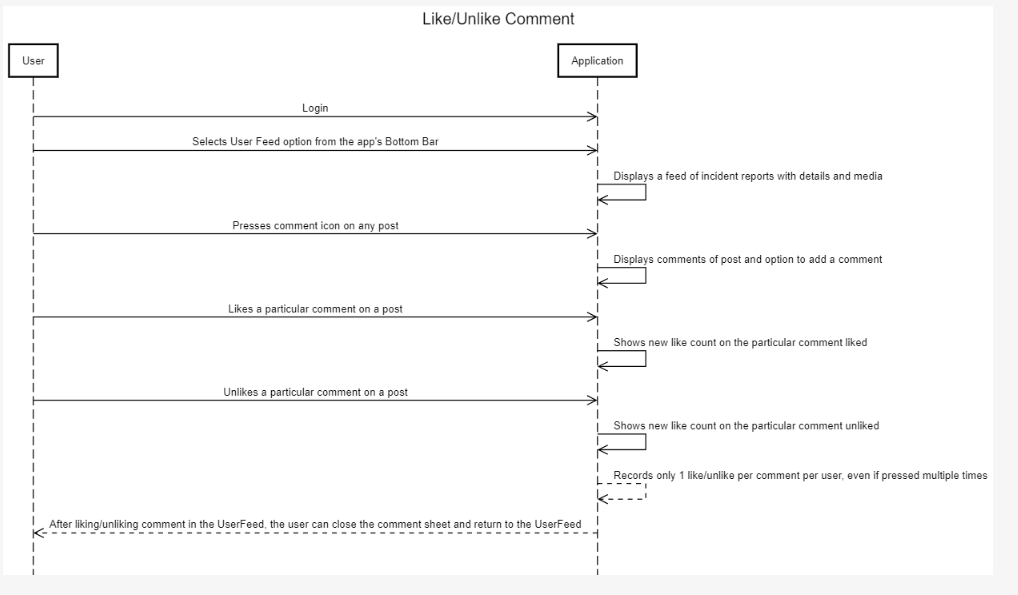 Like/Unlike Comment
User
Application
Login
Selects User Feed option from the app's Bottom Bar
Displays a feed of incident reports with details and media
Presses comment icon on any post
Displays comments of post and option to add a comment
Likes a particular comment on a post
Shows new like count on the particular comment liked
Unlikes a particular comment on a post
Shows new like count on the particular comment unliked
Records only 1 like/unlike per comment per user, even if pressed multiple times
After liking/unliking comment in the UserFeed, the user can close the comment sheet and return to the UserFeed